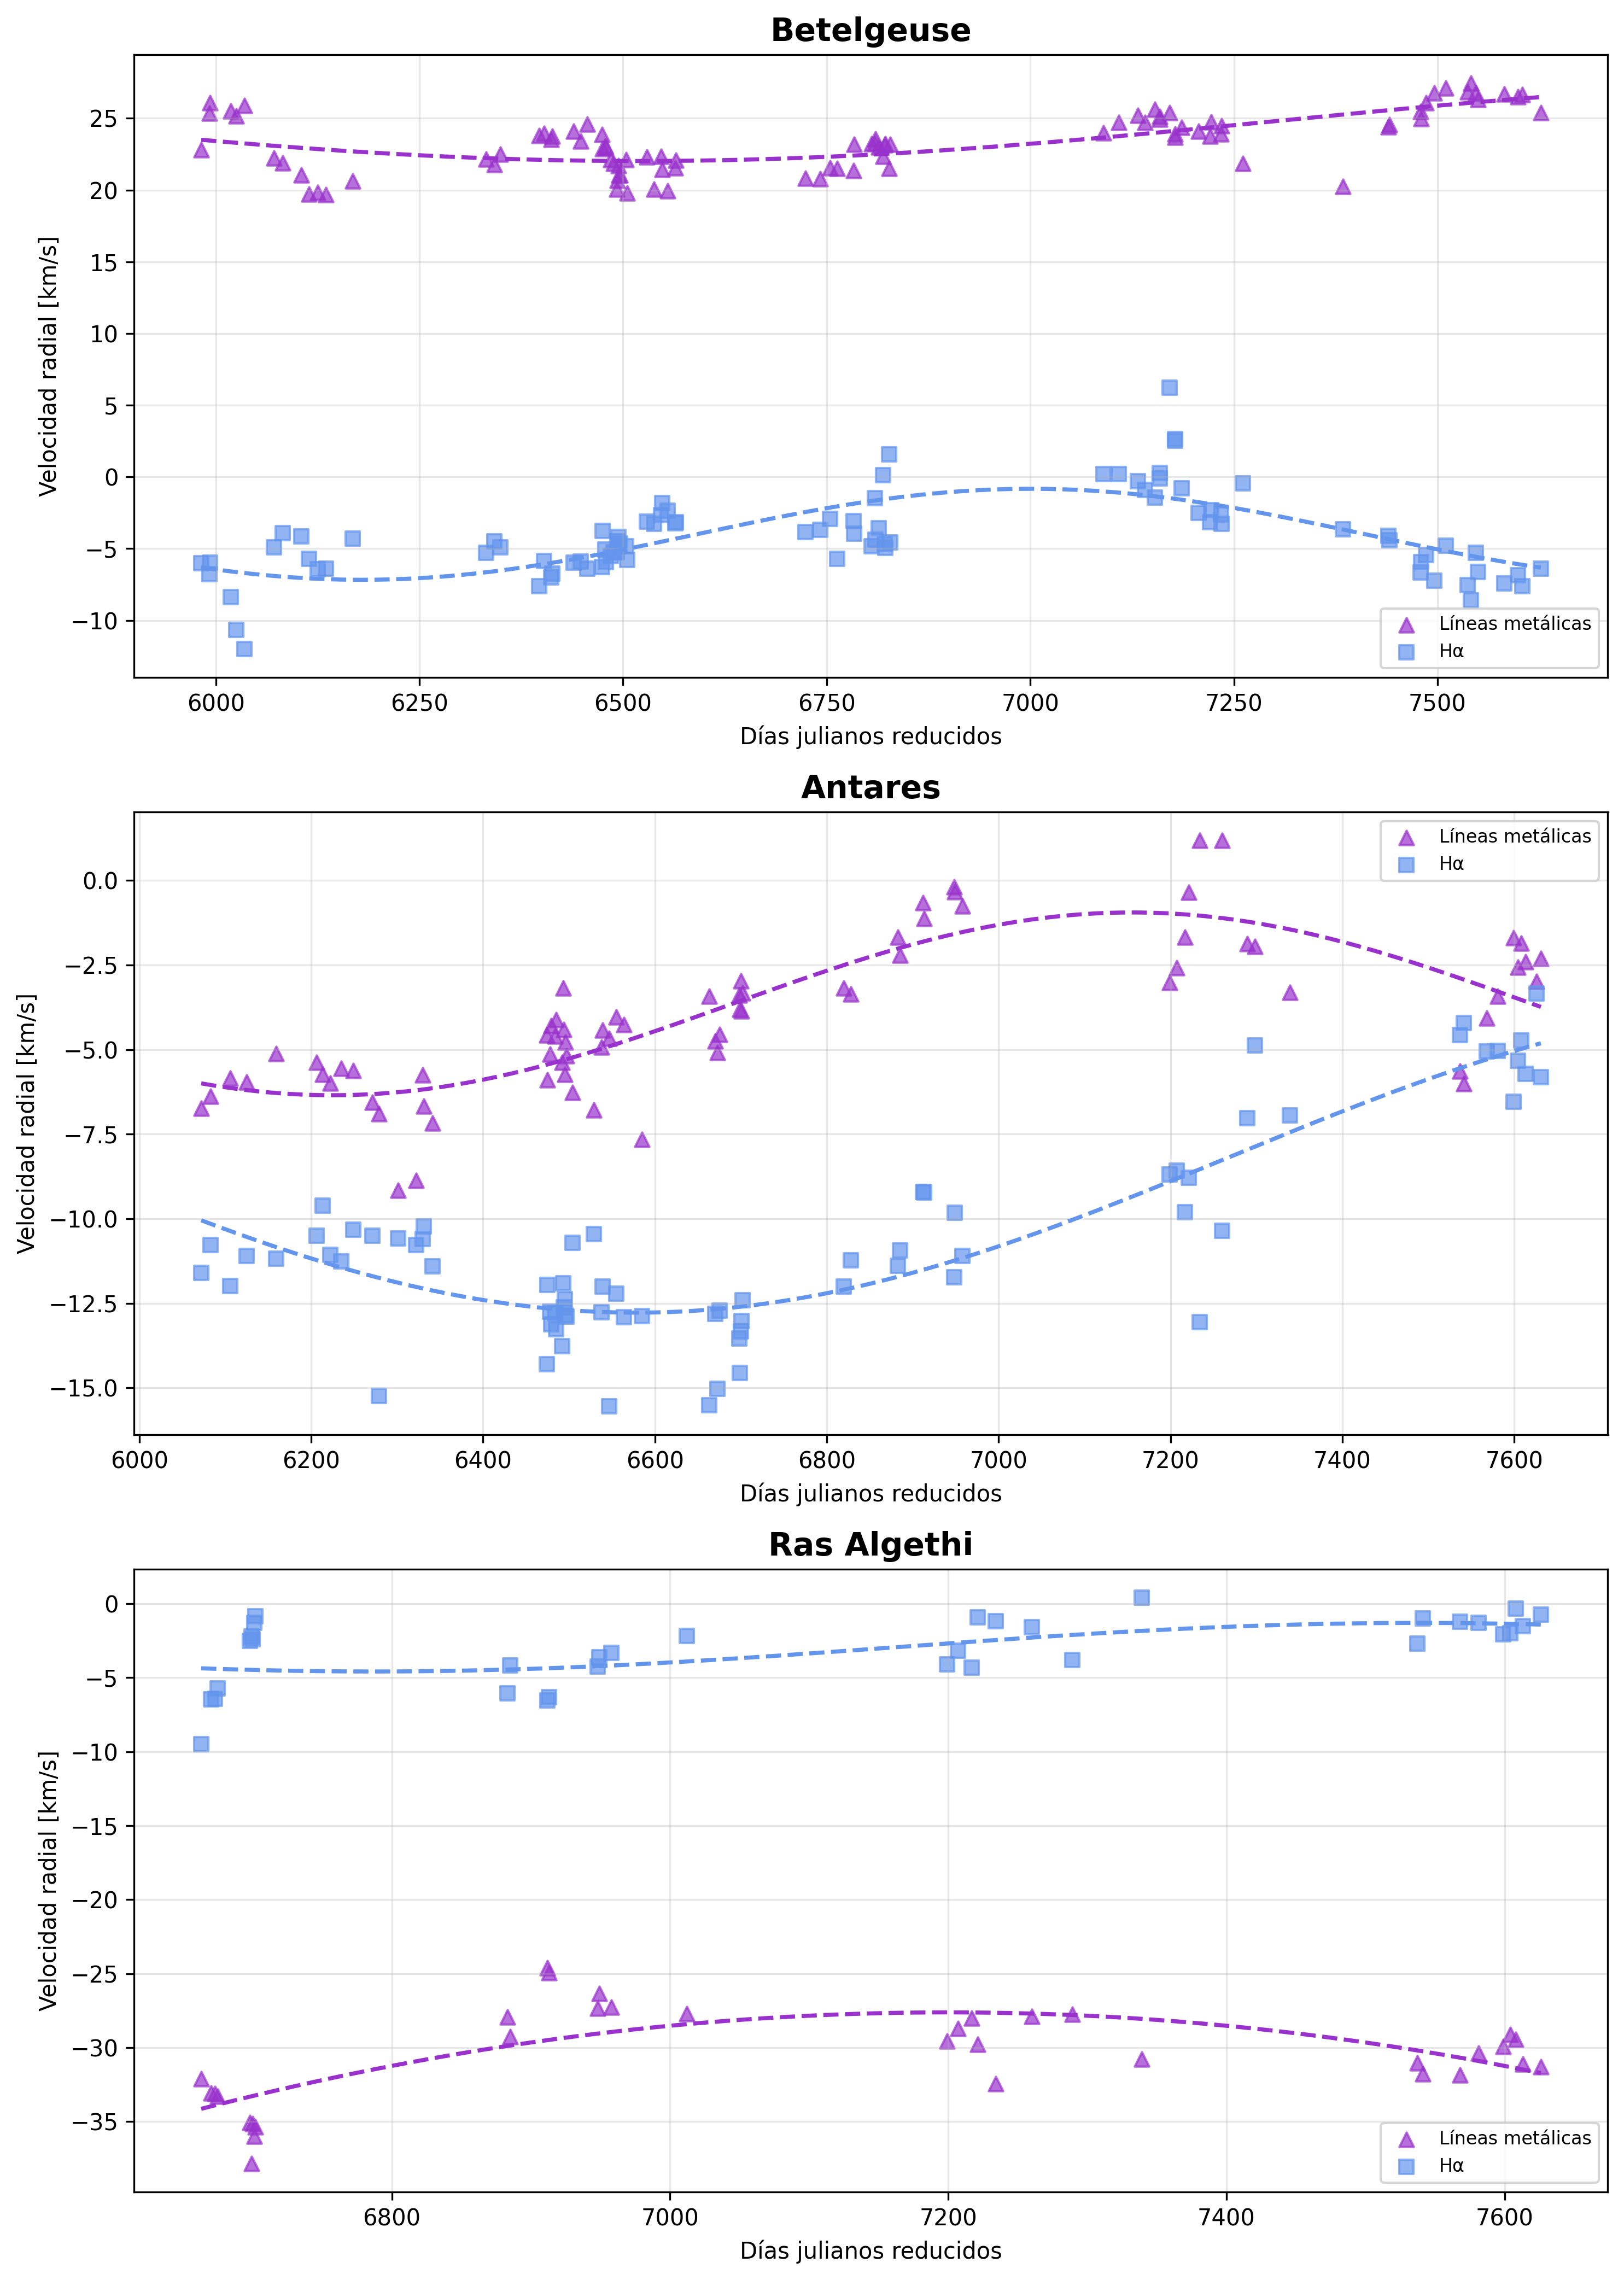 Betelgeuse
25
20
15
10
5
0
−5
−10
Velocidad radial [km/s]
Líneas metálicas
Hα
6000 6250 6500 6750 7000 7250 7500
Días julianos reducidos
Antares
0.0
−2.5
−5.0
−7.5
−10.0
−12.5
−15.0
Velocidad radial [km/s]
Líneas metálicas
Hα
6000 6200 6400 6600 6800 7000 7200 7400 7600
Días julianos reducidos
Ras Algethi
0
−5
−10
−15
−20
−25
−30
−35
Velocidad radial [km/s]
Líneas metálicas
Hα
6800 7000 7200 7400 7600
Días julianos reducidos